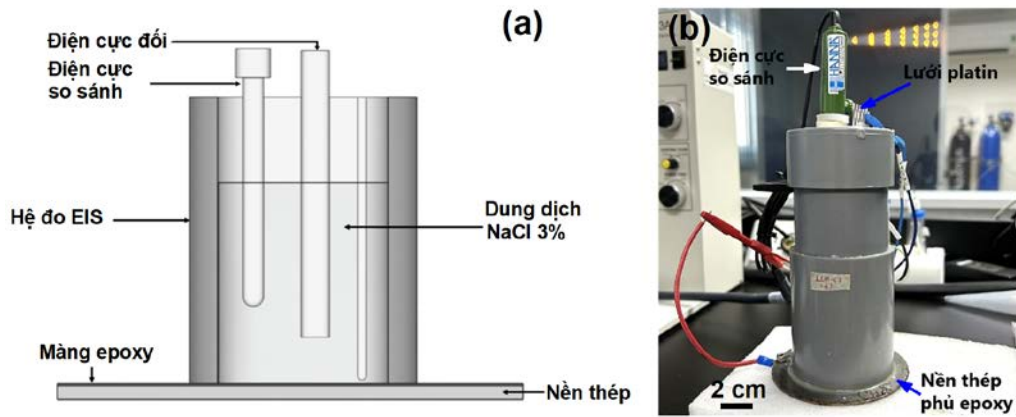 (a)
Điện cực đối
Điện cực
so sánh
Hệ đo EIS
Dung dịch
NaCl 3%
Màng epoxy
Nền thép
(b)
Điện cực
so sánh
HANNA
Lưới platin
2 cm
Nền thép
phủ epoxy